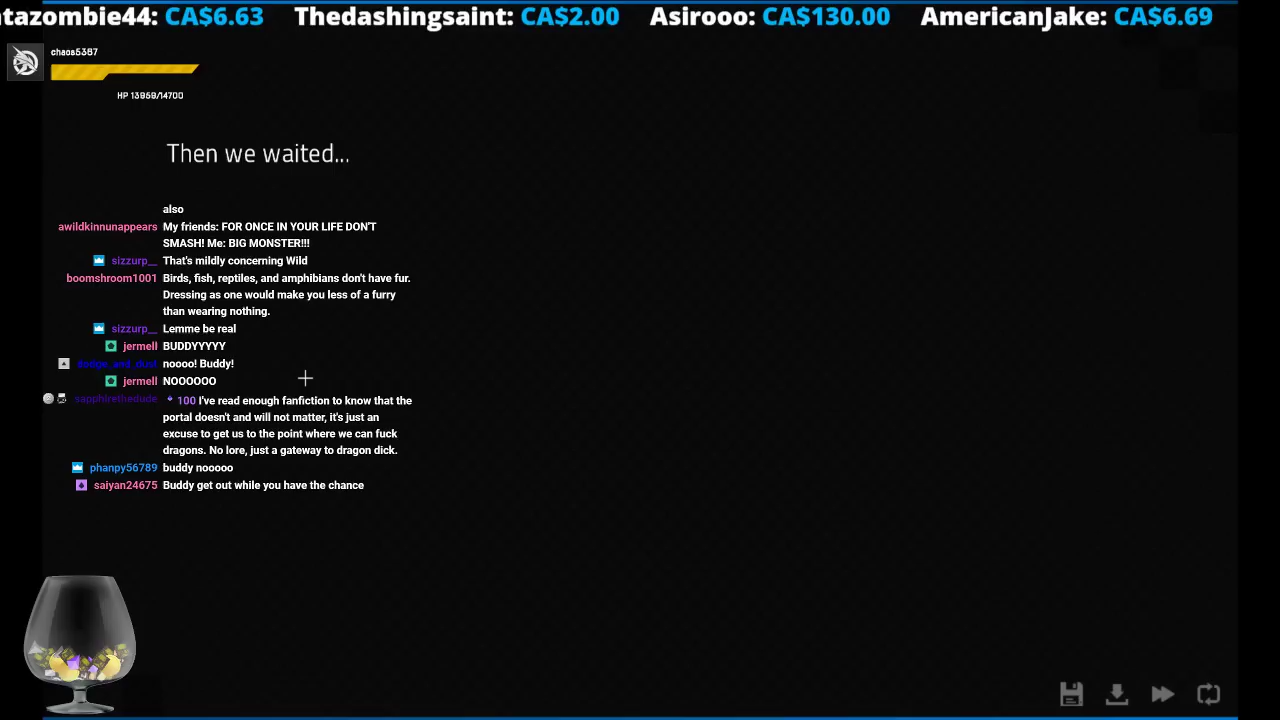 tazombie44: CA$6.63 Thedashingsaint: CA$2.00 Asirooo: CA$130.00 AmericanJake: CA$6.69
chaos5367
HP 13959/14700
Then we waited...
also
awildkinnunappears My friends: FOR ONCE IN YOUR LIFE DON'T
SMASH! Me: BIG MONSTER!!!
sizzurp__ That's mildly concerning Wild
boomshroom1001 Birds, fish, reptiles, and amphibians don't have fur.
Dressing as one would make you less of a furry
than wearing nothing.
sizzurp__ Lemme be real
jermell BUDDYYYYY
noooo! Buddy!
jermell NOOOOOO
sapphirethedude 100 I've read enough fanfiction to know that the
portal doesn't and will not matter, it's just an
excuse to get us to the point where we can fuck
dragons. No lore, just a gateway to dragon dick.
phanpy56789 buddy nooooo
saiyan24675 Buddy get out while you have the chance